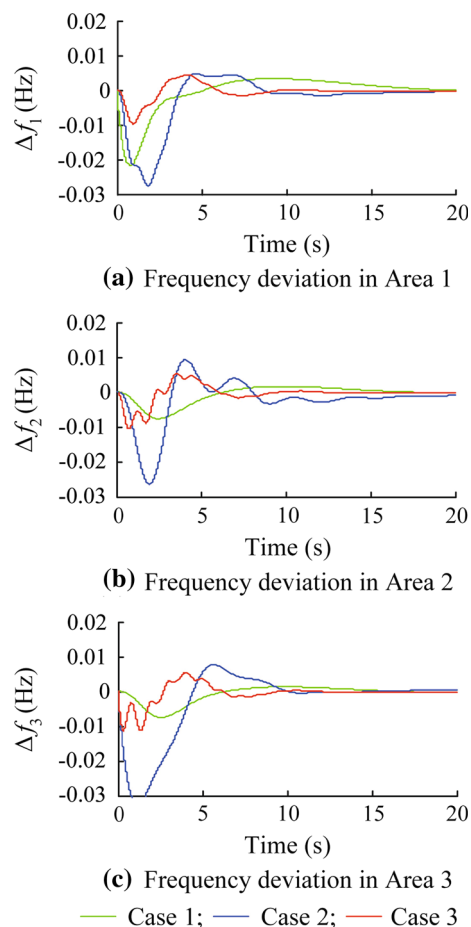 0.02
0.01
0
-0.01
-0.02
-0.03
Δf1(Hz)
0 5 10 15 20
Time (s)
(a) Frequency deviation in Area 1
0.02
0.01
0
-0.01
-0.02
-0.03
Δf2(Hz)
0 5 10 15 20
Time (s)
(b) Frequency deviation in Area 2
0.02
0.01
0
-0.01
-0.02
-0.03
Δf3(Hz)
0 5 10 15 20
Time (s)
(c) Frequency deviation in Area 3
Case 1; Case 2; Case 3